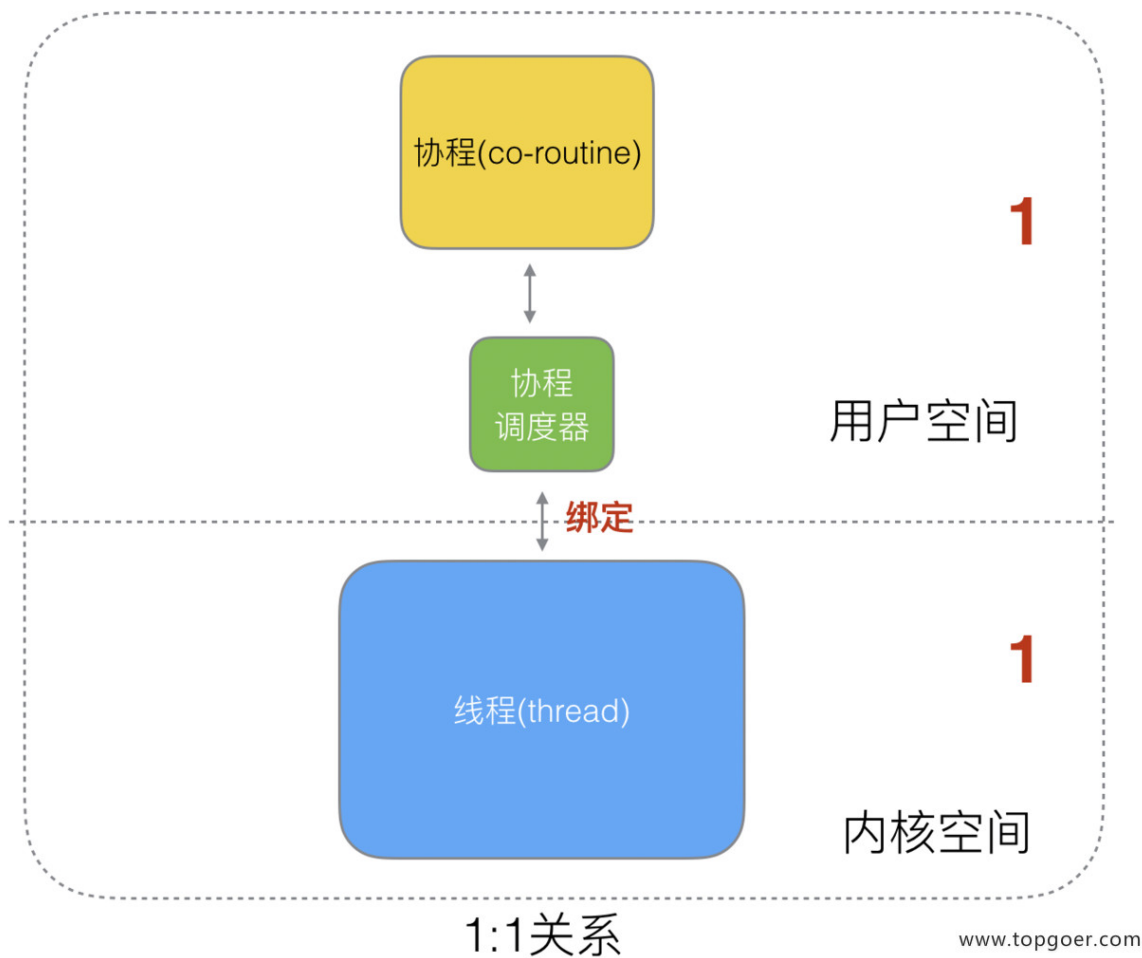 协程(co-routine)
1
协程
调度器
用户空间
绑定
1
线程(thread)
内核空间
1:1关系
www.topgoer.com